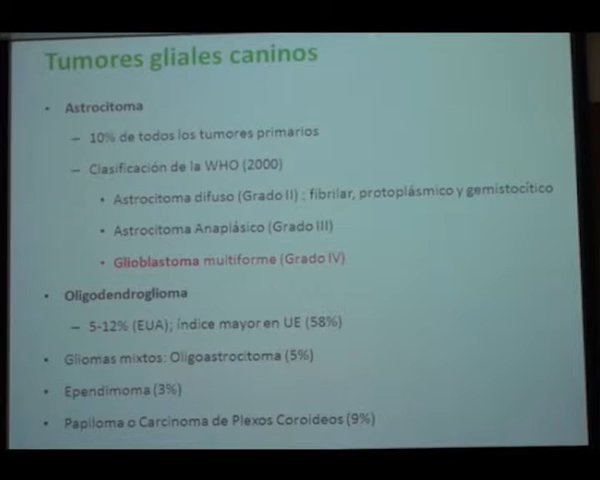 Tumores gliales caninos
• Astrocitoma
– 10% de todos los tumores primarios
– Clasificación de la WHO (2000)
• Astrocitoma difuso (Grado II) : fibrilar, protoplásmico y gemistocítico
• Astrocitoma Anaplásico (Grado III)
• Glioblastoma multiforme (Grado IV)
• Oligodendroglioma
– 5-12% (EUA); índice mayor en UE (58%)
• Gliomas mixtos: Oligoastrocitoma (5%)
• Ependimoma (3%)
• Papiloma o Carcinoma de Plexos Coroideos (9%)